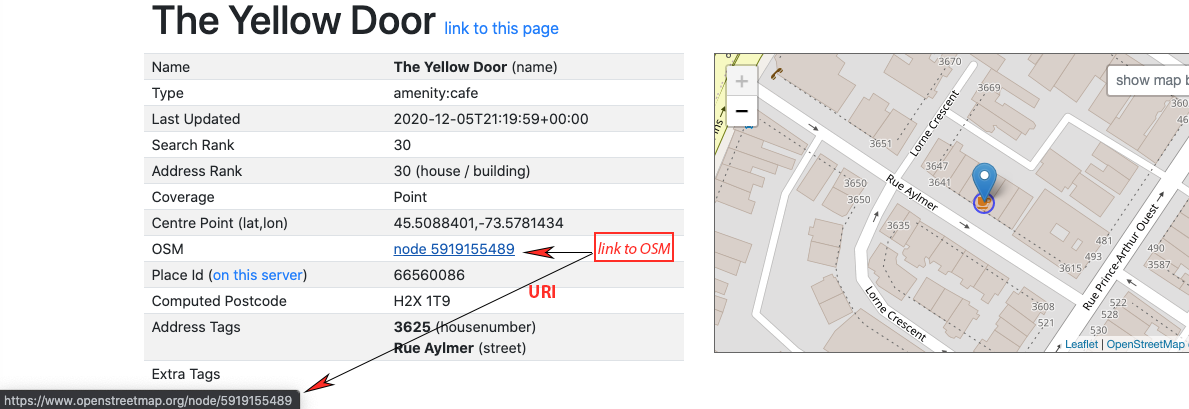 The Yellow Door link to this page
Name The Yellow Door (name)
Type amenity:cafe
Last Updated 2020-12-05T21:19:59+00:00
Search Rank 30
Address Rank 30 (house / building)
Coverage Point
Centre Point (lat,lon) 45.5088401,-73.5781434
OSM node 5919155489
link to OSM
Place Id (on this server) 66560086
URI
Computed Postcode H2X 1T9
Address Tags 3625 (housenumber)
Rue Aylmer (street)
Extra Tags
https://www.openstreetmap.org/node/5919155489
+
−
show map b
3670
3669
Lorne Crescent
3651
3647
3641
3650
3650
Rue Aylmer
3635
481
493
3615
490
3587
Rue Prince-Arthur Ouest
Lorne Crescent
3608
521
522
528
530
Leaflet | OpenStreetMap